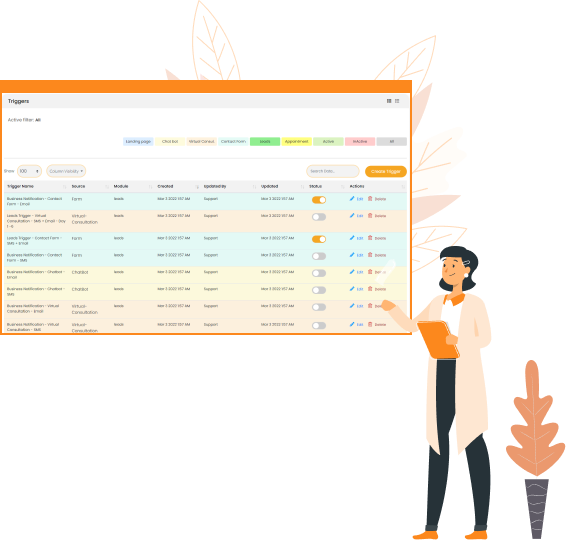 Triggers
Active Filter: All
Landing page Chat bot Virtual Consus Contact Form leads Appointment Active InActive All
Show 100 Column Visibility Search Data... Create Trigger
Trigger Name Source Module Created Updated By Updated Status Actions
Business Notification - Contact Form leads Mar 3 2022 1:57 AM Support Mar 3 2022 1:57 AM Edit Delete
Form - Email
Leads Trigger - Virtual Virtual- leads Mar 3 2022 1:57 AM Support Mar 3 2022 1:57 AM Edit Delete
Consultation - SMS + Email - Day Consultation
Leads Trigger - Contact Form - Form leads Mar 3 2022 1:57 AM Support Mar 3 2022 1:57 AM Edit Delete
SMS + Email
Business Notification - Contact Form leads Mar 3 2022 1:57 AM Support Mar 3 2022 1:57 AM Edit Delete
Form - SMS
Business Notification - Chatbot - Chatbot leads Mar 3 2022 1:57 AM Support Mar 3 2022 1:57 AM Edit Delete
Email
Business Notification - Chatbot - Chatbot leads Mar 3 2022 1:57 AM Support Mar 3 2022 1:57 AM Edit Delete
SMS
Business Notification - Virtual Virtual- leads Mar 3 2022 1:57 AM Support Mar 3 2022 1:57 AM Edit Delete
Consultation - Email Consultation
Business Notification - Virtual Virtual- leads Mar 3 2022 1:57 AM Support Mar 3 2022 1:57 AM Edit Delete
Consultation - SMS Consultation